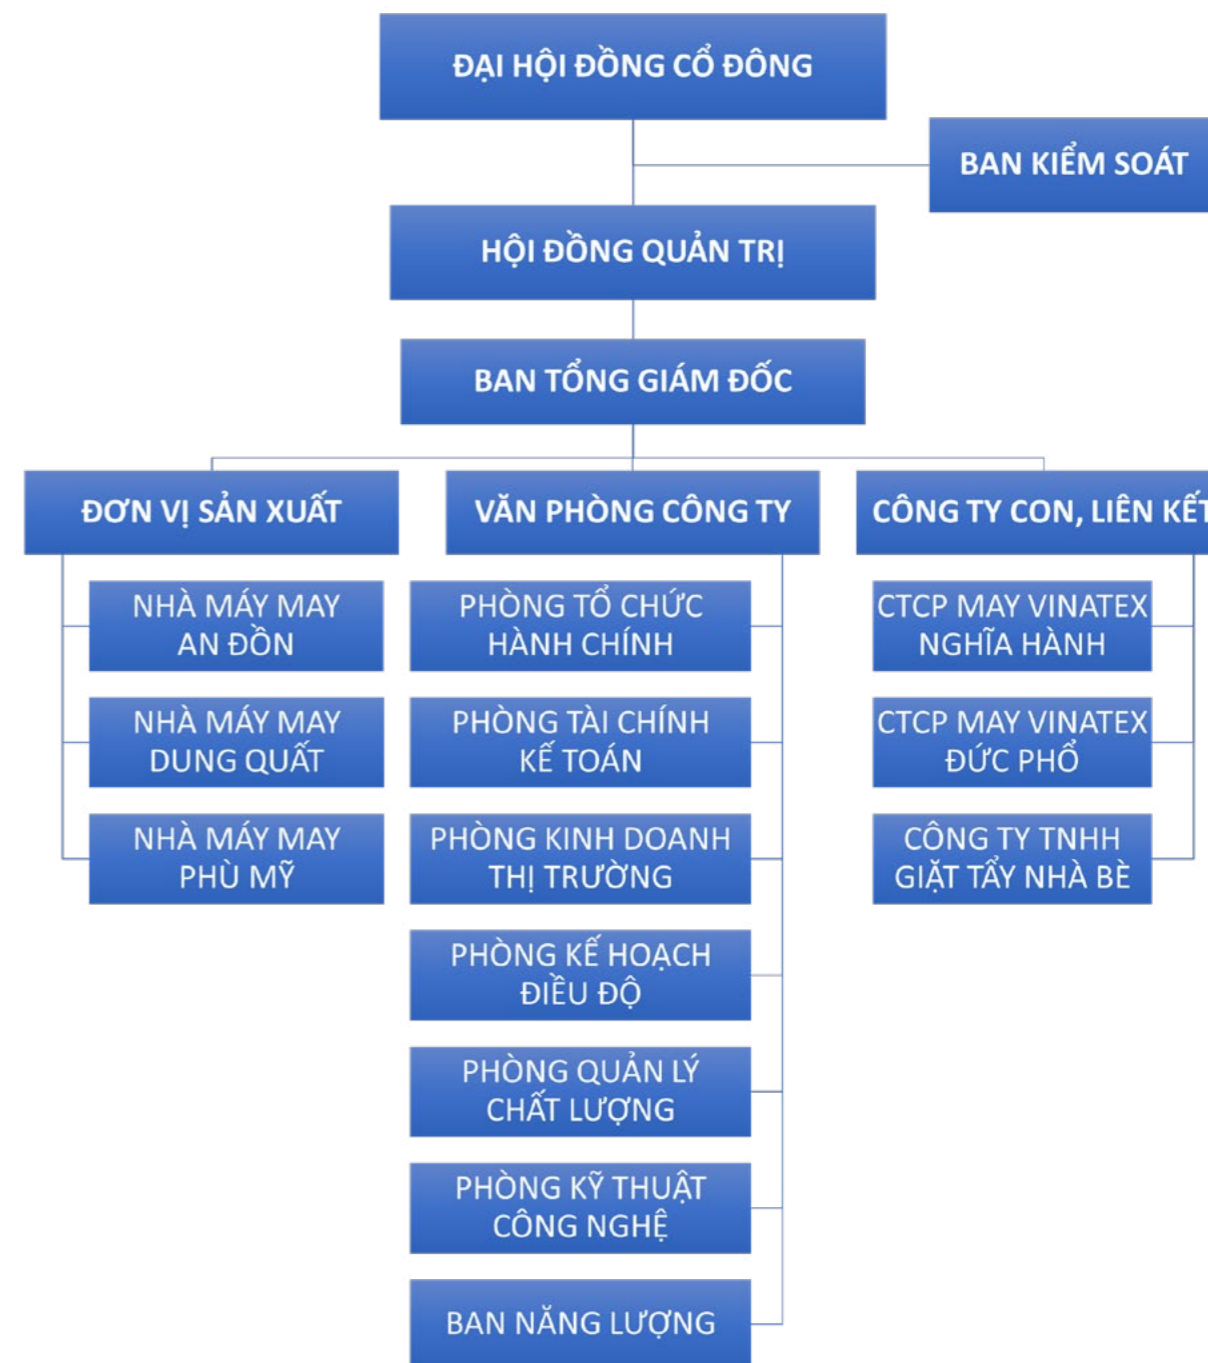 ĐẠI HỘI ĐỒNG CỔ ĐÔNG
BAN KIỂM SOÁT
HỘI ĐỒNG QUẢN TRỊ
BAN TỔNG GIÁM ĐỐC
ĐƠN VỊ SẢN XUẤT
NHÀ MÁY MAY
AN ĐỒN
NHÀ MÁY MAY
DUNG QUẤT
NHÀ MÁY MAY
PHÙ MỸ
VĂN PHÒNG CÔNG TY
PHÒNG TỔ CHỨC
HÀNH CHÍNH
PHÒNG TÀI CHÍNH
KẾ TOÁN
PHÒNG KINH DOANH
THỊ TRƯỜNG
PHÒNG KẾ HOẠCH
ĐIỀU ĐỘ
PHÒNG QUẢN LÝ
CHẤT LƯỢNG
PHÒNG KỸ THUẬT
CÔNG NGHỆ
BAN NĂNG LƯỢNG
CÔNG TY CON, LIÊN KẾT
CTCP MAY VINATEX
NGHĨA HÀNH
CTCP MAY VINATEX
ĐỨC PHỔ
CÔNG TY TNHH
GIẶT TẨY NHÀ BÈ